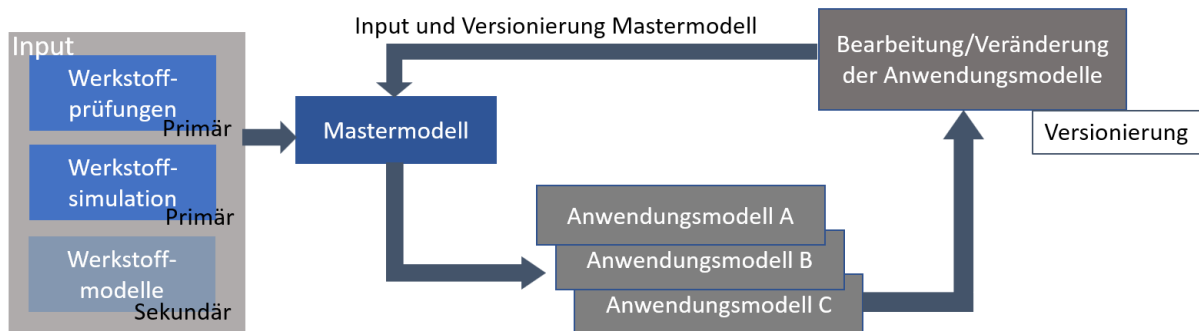 Input
Werkstoff-
prüfungen
Primär
Werkstoff-
simulation
Primär
Werkstoff-
modelle
Sekundär
Input und Versionierung Mastermodell
Mastermodell
Anwendungsmodell A
Anwendungsmodell B
Anwendungsmodell C
Bearbeitung/Veränderung
der Anwendungsmodelle
Versionierung